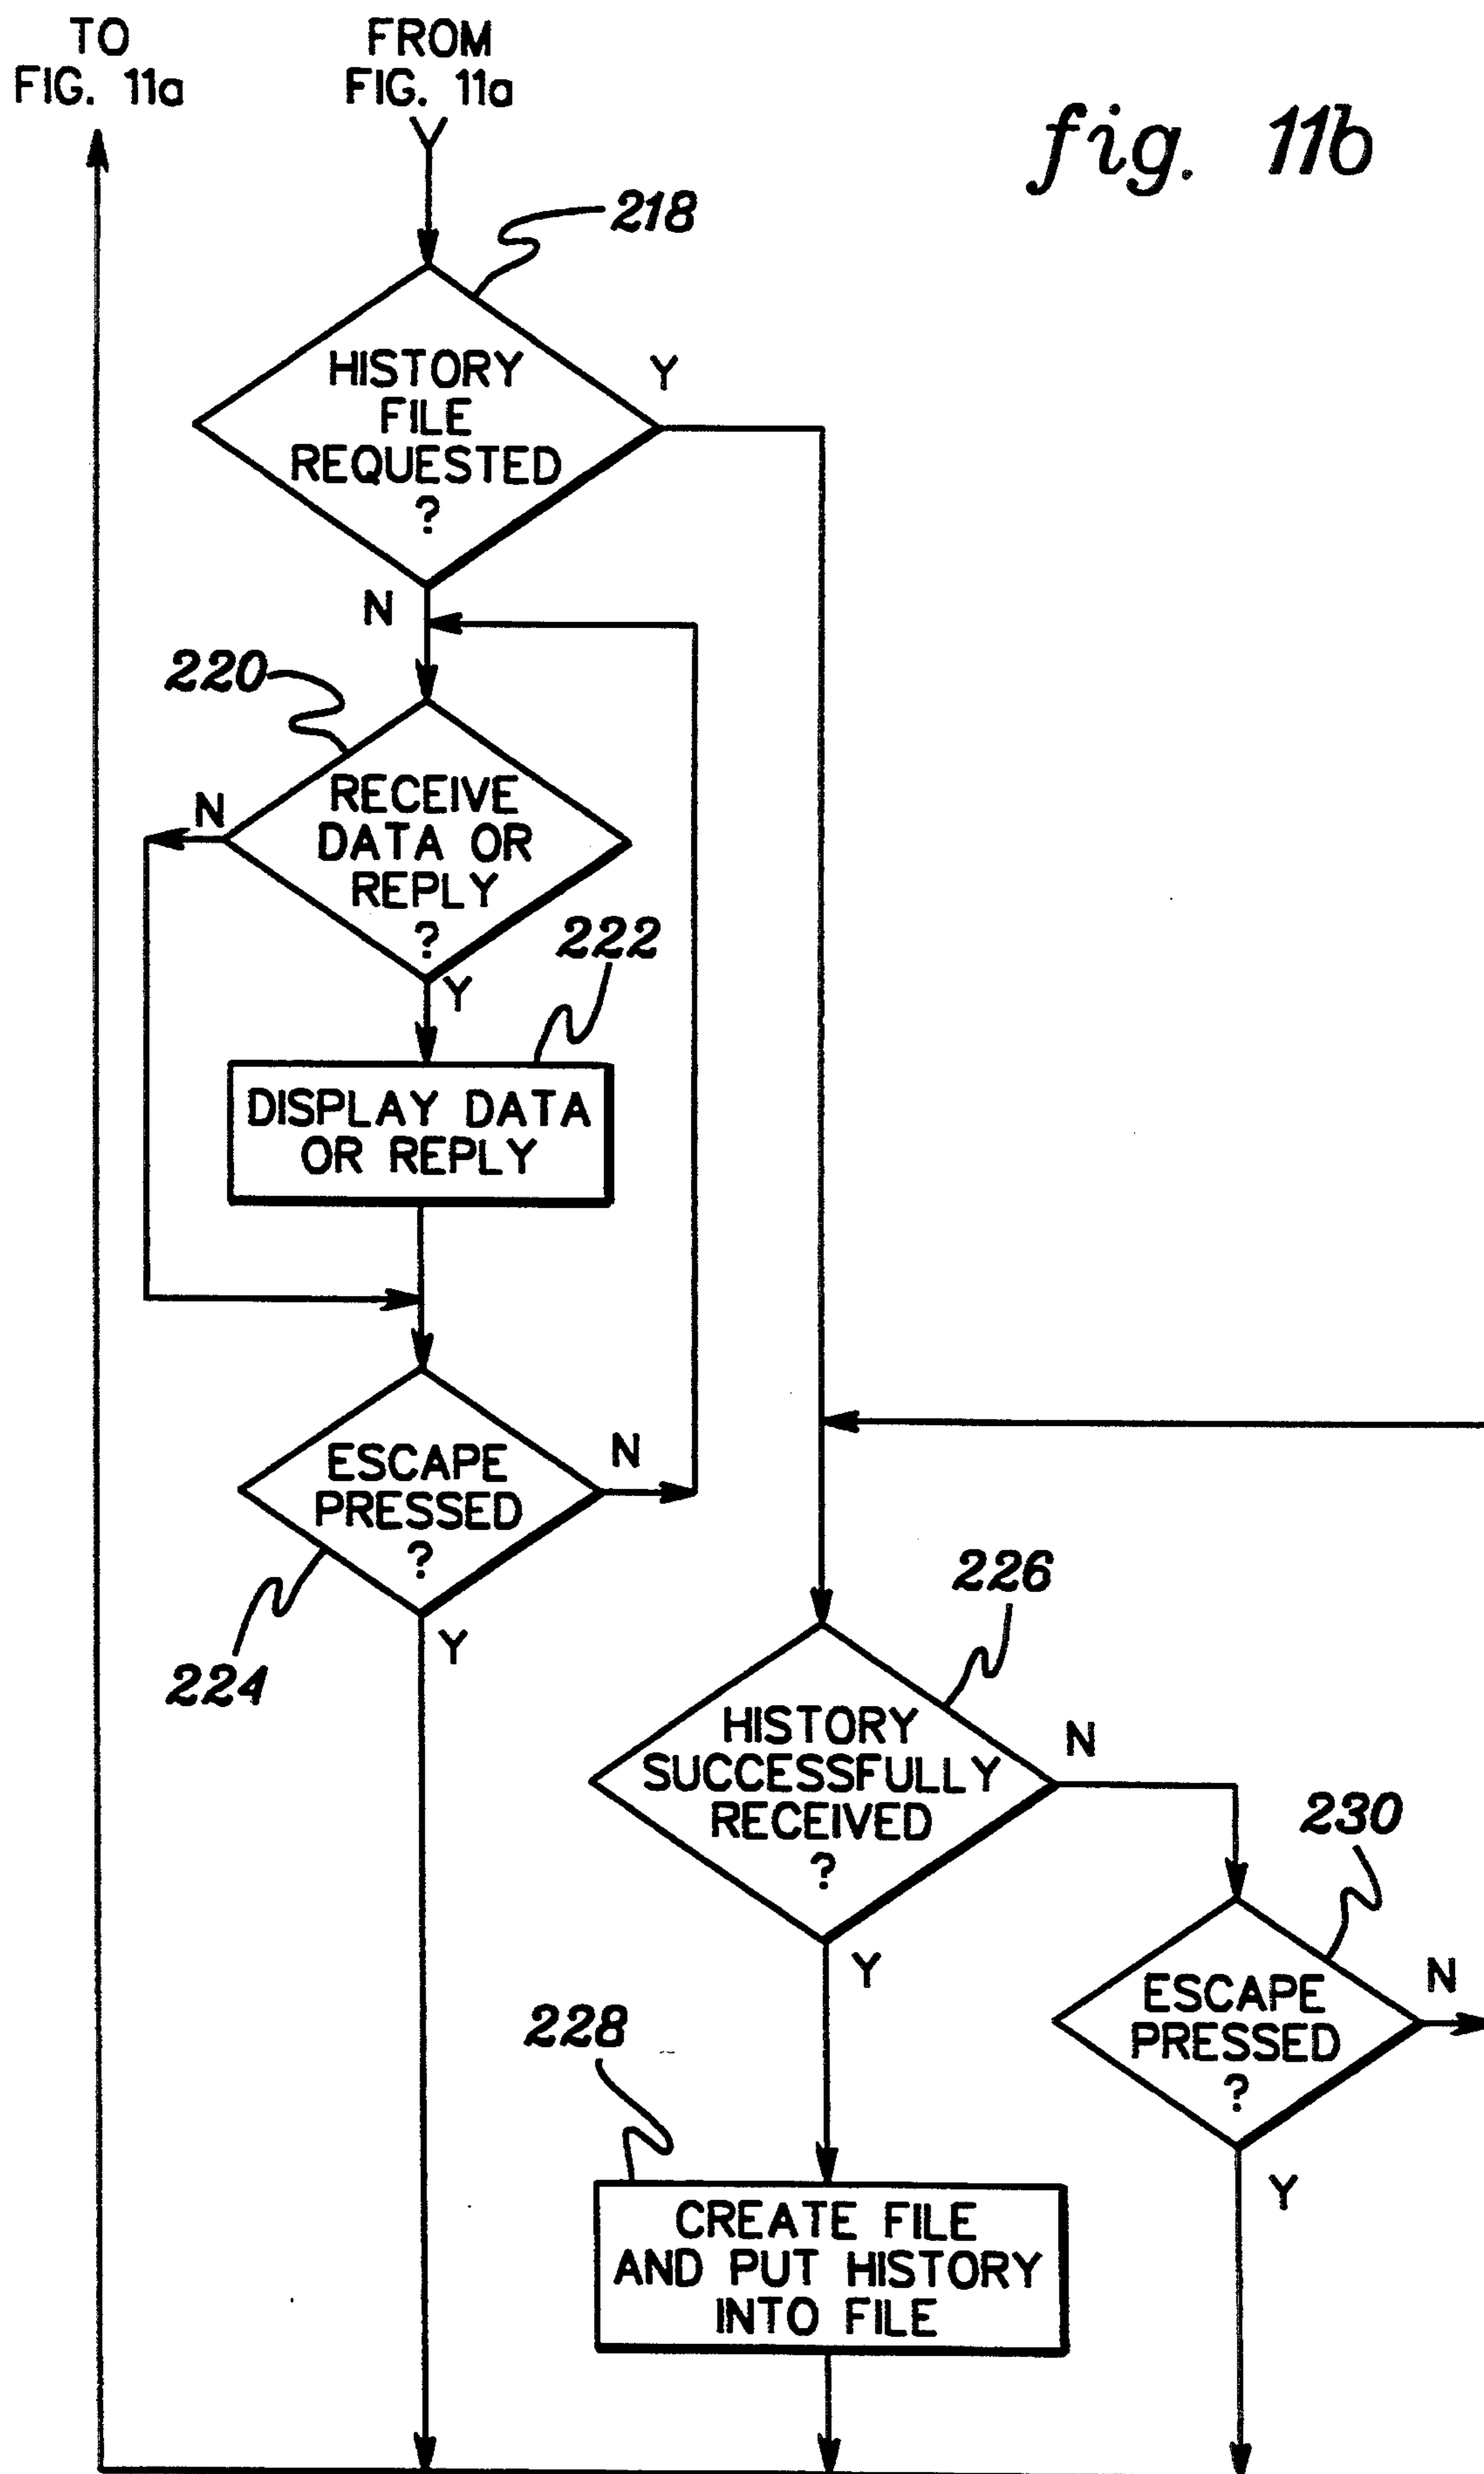 TO
FIG. 11a
FROM
FIG. 11a
fig. 11b
218
HISTORY
FILE
REQUESTED
?
Y
N
220
RECEIVE
DATA OR
REPLY
?
N
Y
222
DISPLAY DATA
OR REPLY
ESCAPE
PRESSED
?
N
Y
224
226
HISTORY
SUCCESSFULLY
RECEIVED
?
N
Y
230
ESCAPE
PRESSED
?
N
Y
228
CREATE FILE
AND PUT HISTORY
INTO FILE